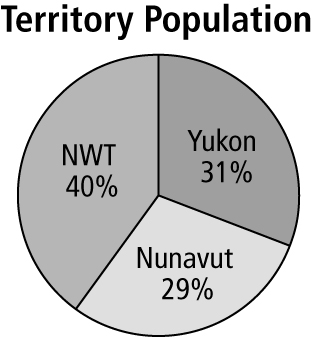 Territory Population
Yukon
31%
NWT
40%
Nunavut
29%